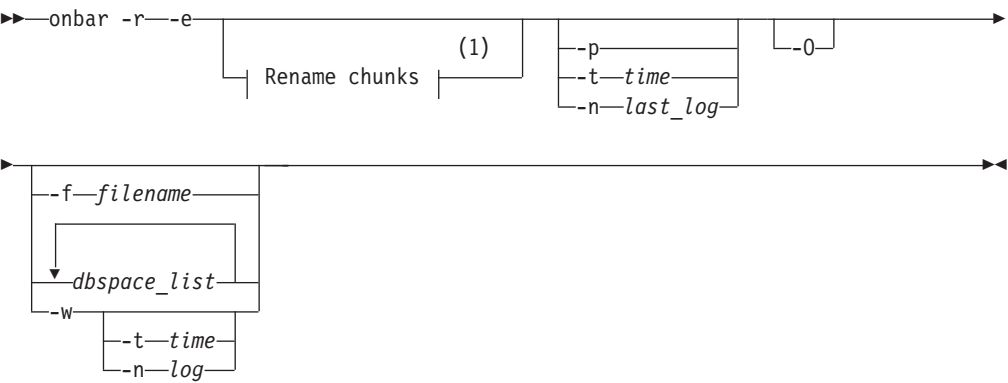 onbar -r -e
(1)
Rename chunks
-p
-t time
-n last_log
-O
-f filename
dbspace_list
-w
-t time
-n log